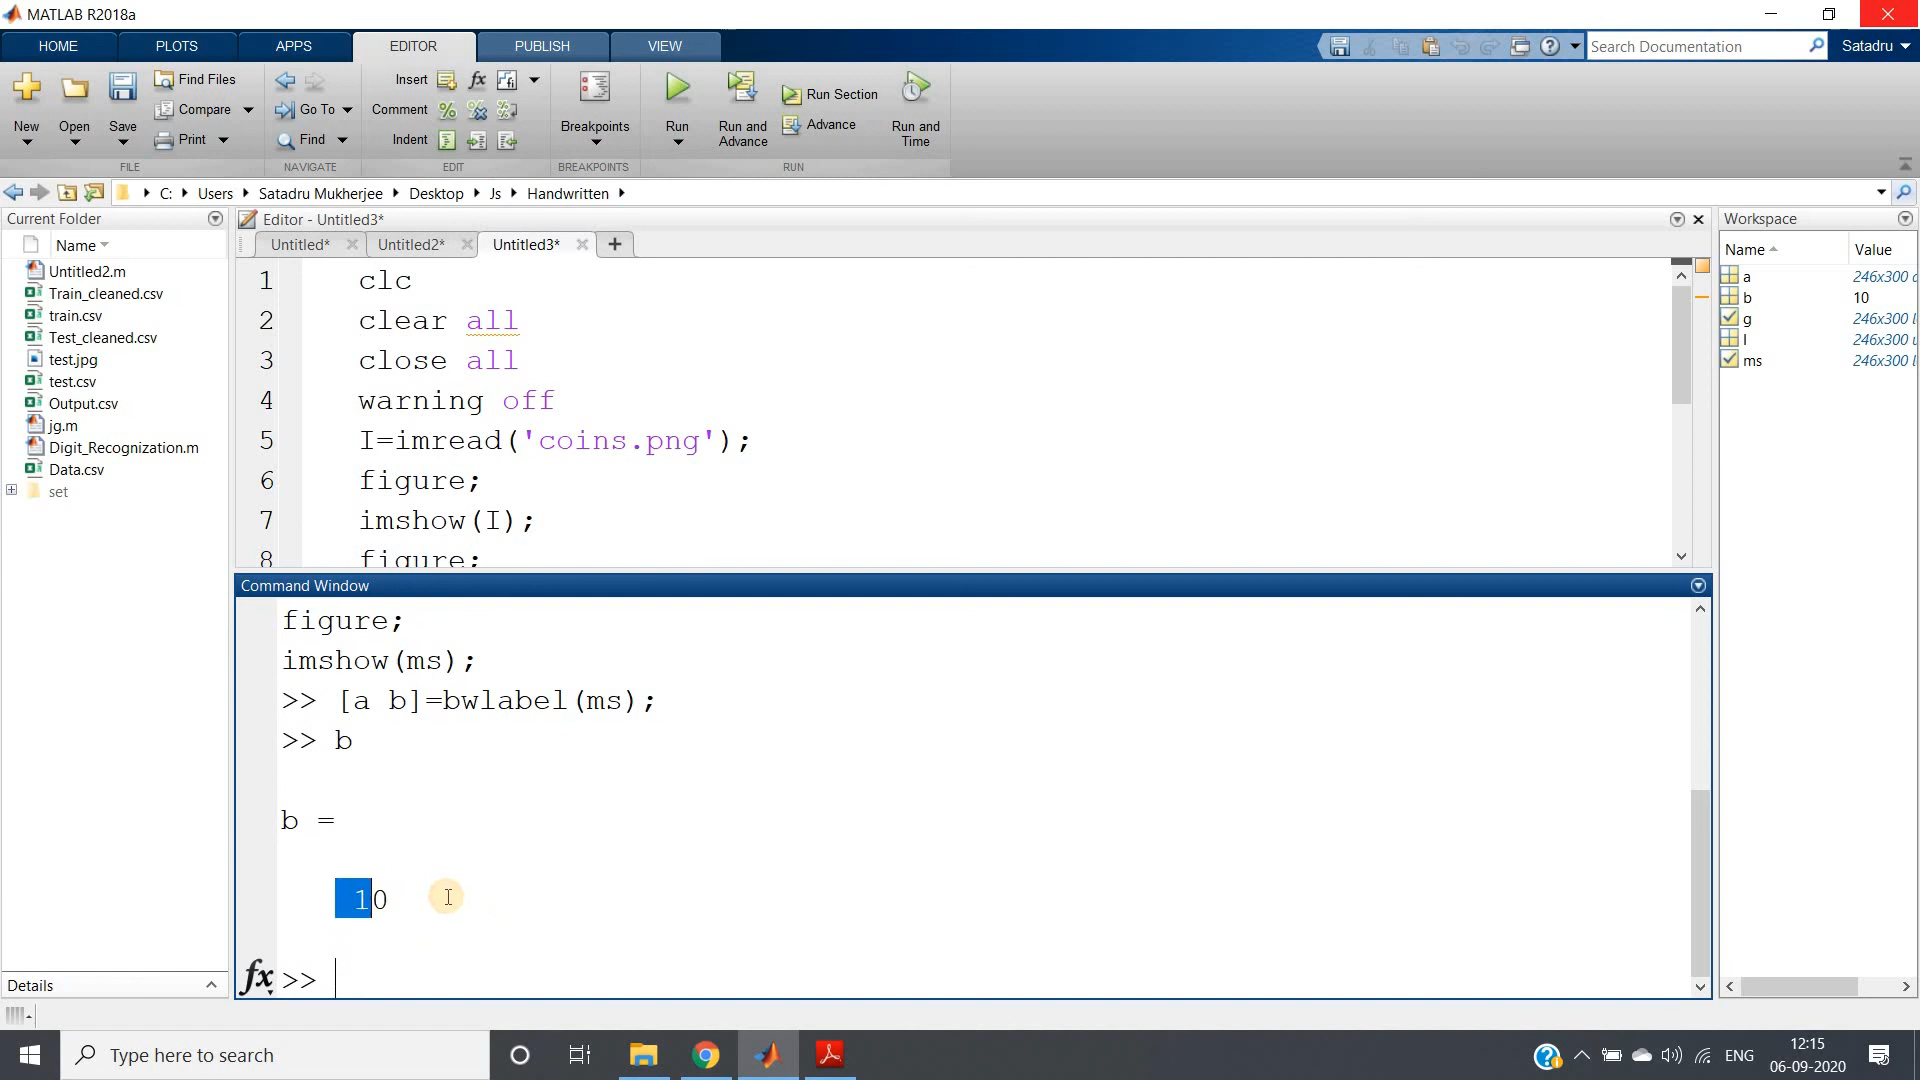 MATLAB R2018a
HOME PLOTS APPS EDITOR PUBLISH VIEW Search Documentation Satadru
New Open Save Find Files Compare Print
Go To Find
Insert Comment Indent
Breakpoints Run Run and Advance Run Section Advance Run and Time
FILE NAVIGATE EDIT BREAKPOINTS RUN
C: Users Satadru Mukherjee Desktop Js Handwritten
Current Folder
Name
Untitled2.m
Train_cleaned.csv
train.csv
Test_cleaned.csv
test.jpg
test.csv
Output.csv
jg.m
Digit_Recognization.m
Data.csv
set
Details
Editor - Untitled3*
Untitled* Untitled2* Untitled3*
1 clc
2 clear all
3 close all
4 warning off
5 I=imread('coins.png');
6 figure;
7 imshow(I);
8 figure;
Command Window
figure;
imshow(ms);
>> [a b]=bwlabel(ms);
>> b
b =
10
fx >>
Workspace
Name Value
a 246x300
b 10
g 246x300
I 246x300
ms 246x300
Type here to search
ENG
12:15
06-09-2020